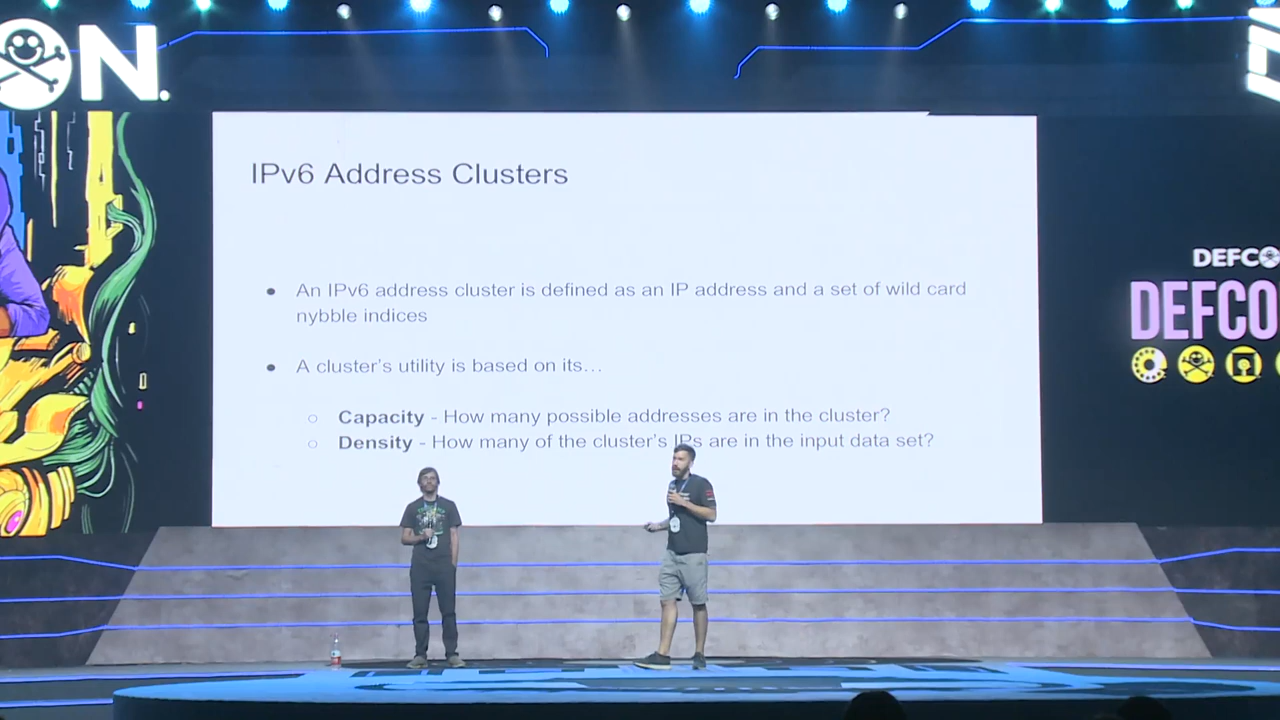 ON.
IPv6 Address Clusters
● An IPv6 address cluster is defined as an IP address and a set of wild card
nybble indices
● A cluster's utility is based on its…
○ Capacity - How many possible addresses are in the cluster?
○ Density - How many of the cluster's IPs are in the input data set?
DEFCO
DEFCO